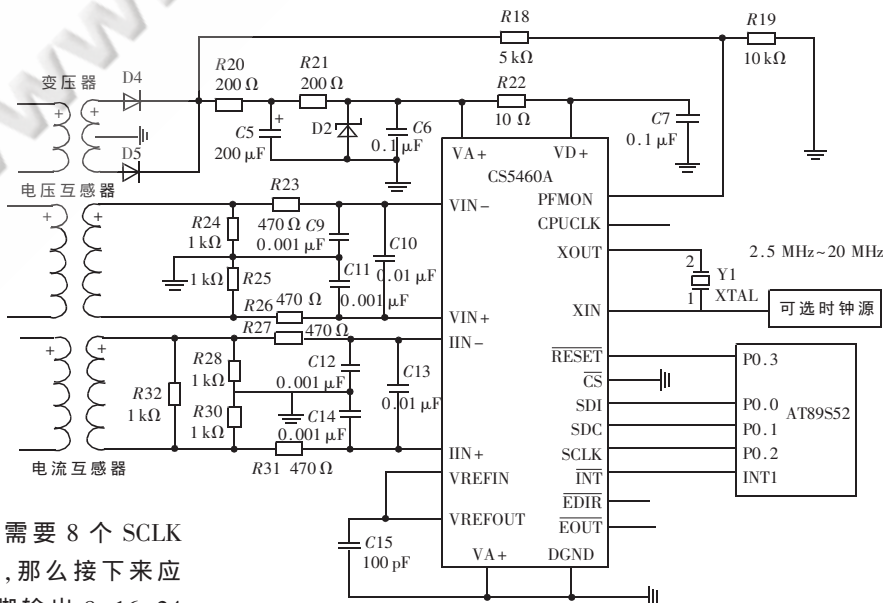 R18
5 kΩ
R19
10 kΩ
变压器
D4
R20
200 Ω
R21
200 Ω
R22
10 Ω
C5
200 μF
D2
C6
0.1 μF
C7
0.1 μF
D5
VA+
VD+
CS5460A
电压互感器
R23
470 Ω
R24
1 kΩ
C9
0.001 μF
C10
0.01 μF
1 kΩ
R25
C11
0.001 μF
R26
470 Ω
R27
470 Ω
VIN-
VIN+
IIN-
IIN+
VREFIN
VREFOUT
VA+
DGND
PFMON
CPUCLK
XOUT
XIN
RESET
CS
SDI
SDC
SCLK
INT
EDIR
EOUT
2.5 MHz~20 MHz
2
Y1
1
XTAL
可选时钟源
P0.3
P0.0
P0.1
P0.2
INT1
AT89S52
R32
1 kΩ
R28
1 kΩ
R30
1 kΩ
C12
0.001 μF
C13
0.01 μF
C14
0.001 μF
R31 470 Ω
电流互感器
C15
100 pF
需要 8 个 SCLK
,那么接下来应